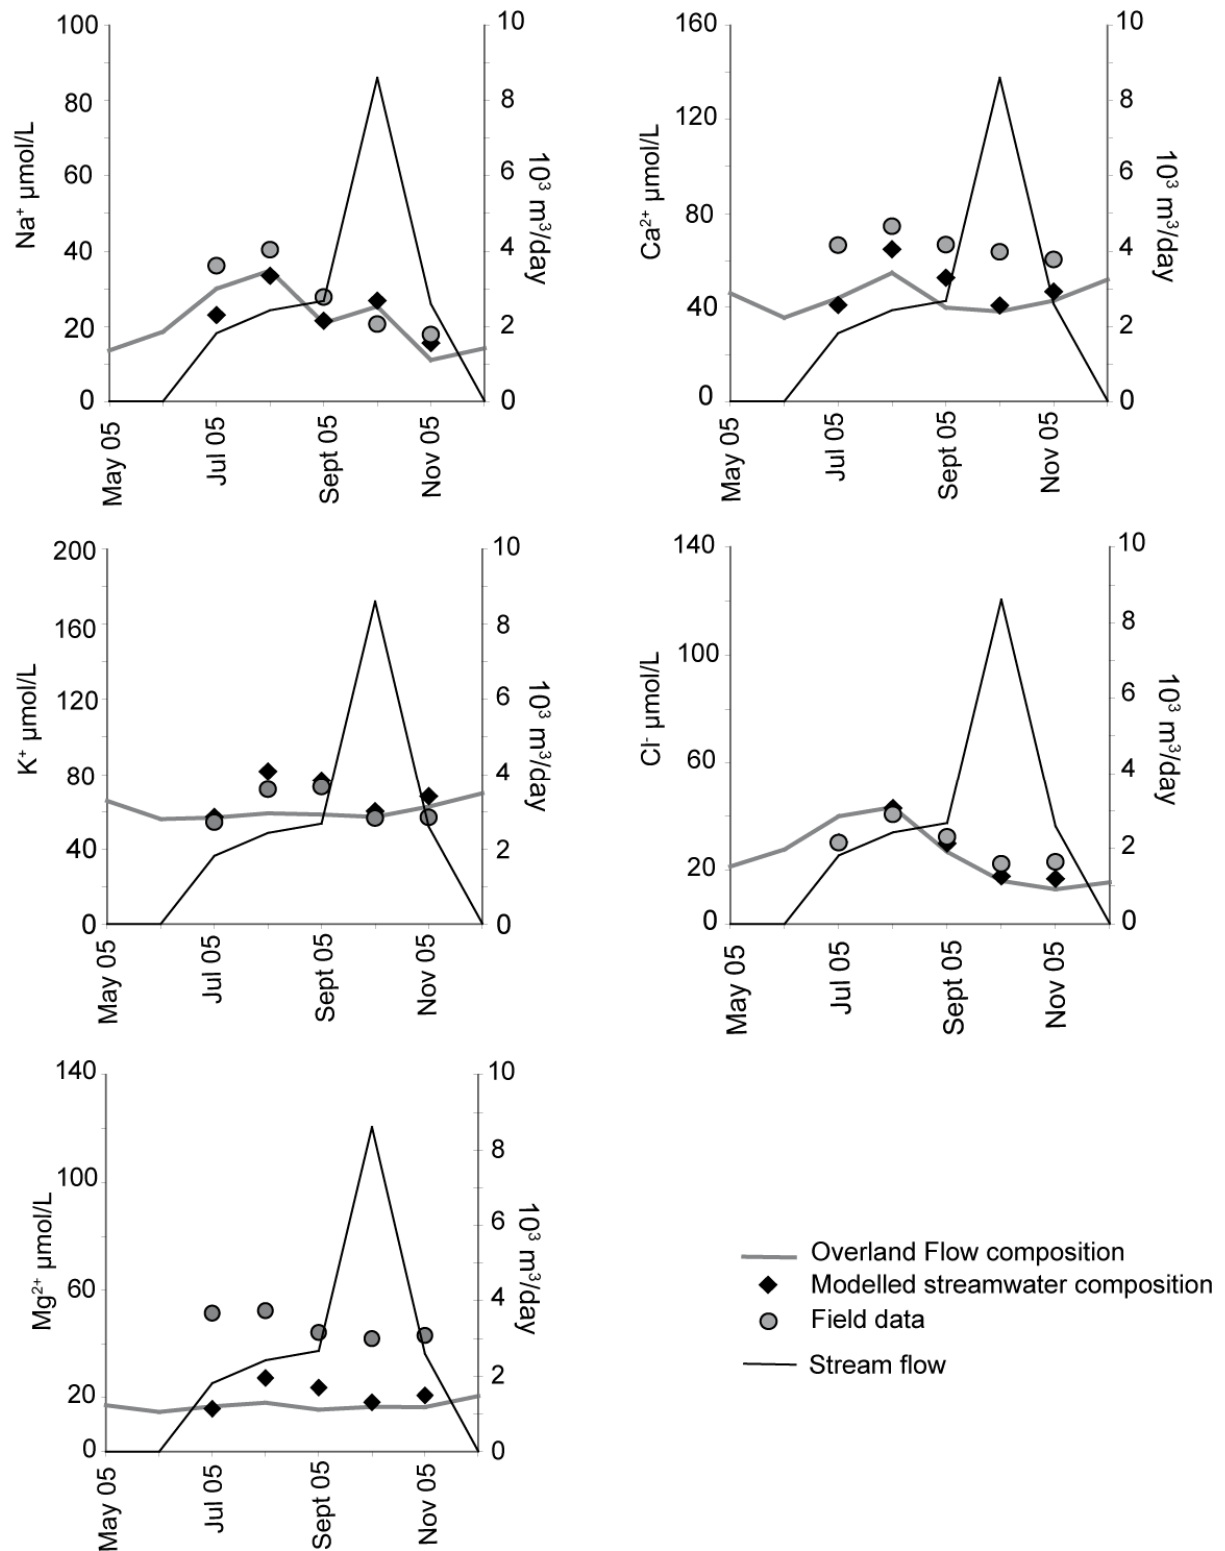 100
80
60
40
20
0
Na⁺ µmol/L
10
8
6
4
2
0
10³ m³/day
May 05
Jul 05
Sept 05
Nov 05
160
120
80
40
0
Ca²⁺ µmol/L
10
8
6
4
2
0
10³ m³/day
May 05
Jul 05
Sept 05
Nov 05
200
160
120
80
40
0
K⁺ µmol/L
10
8
6
4
2
0
10³ m³/day
May 05
Jul 05
Sept 05
Nov 05
140
100
60
20
0
Cl⁻ µmol/L
10
8
6
4
2
0
10³ m³/day
May 05
Jul 05
Sept 05
Nov 05
140
100
60
20
0
Mg²⁺ µmol/L
10
8
6
4
2
0
10³ m³/day
May 05
Jul 05
Sept 05
Nov 05
Overland Flow composition
Modelled streamwater composition
Field data
Stream flow